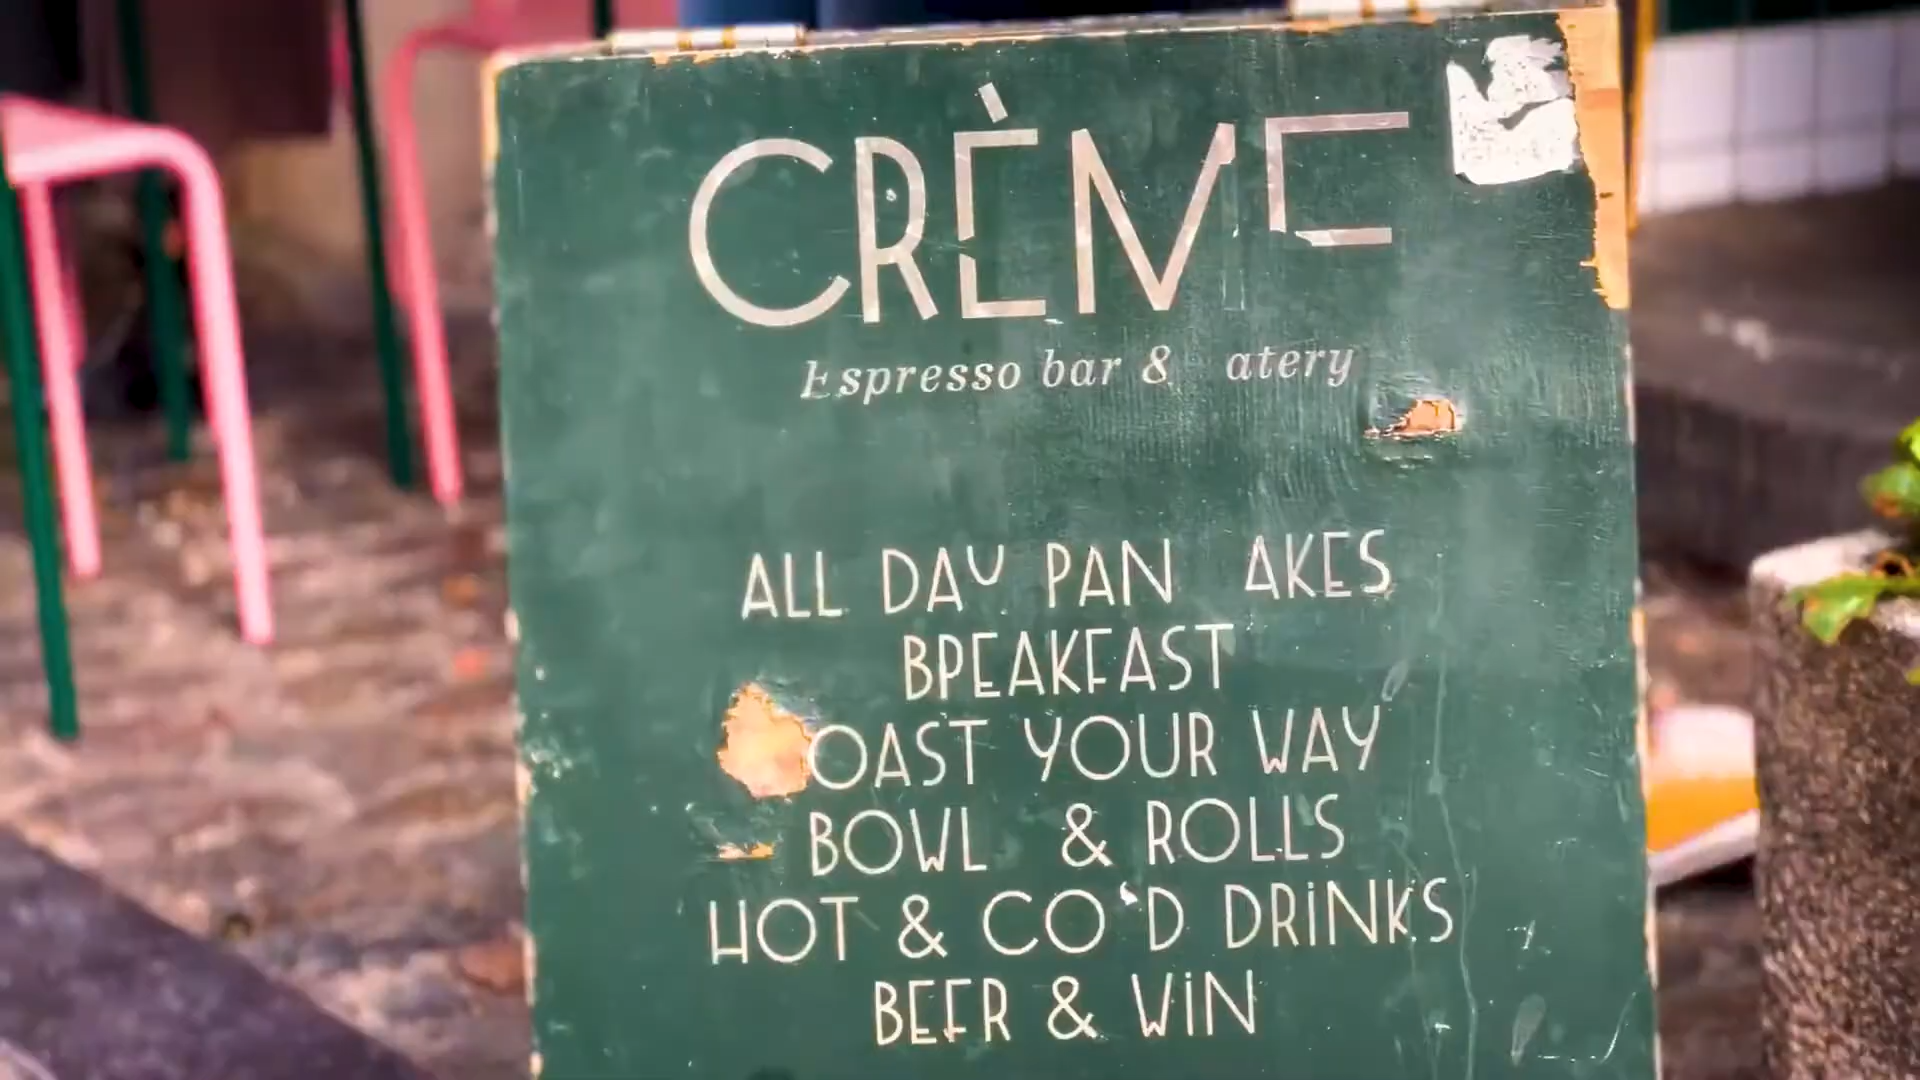 CRÈME
Espresso bar & atery
ALL DAY PAN AKES
BREAKFAST
OAST YOUR WAY
BOWL & ROLLS
HOT & CO'D DRiNKS
BEER & WiN